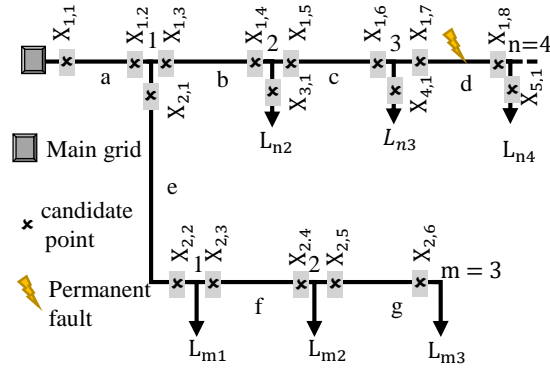 X1,1
X1.2
X1,3
X1,4
X1,5
X1,6
X1,7
X1,8
1
2
3
n=4
a
b
c
d
X2,1
X3,1
X4,1
X5,1
Ln2
Ln3
Ln4
Main grid
e
candidate
point
Permanent
fault
X2,2
X2,3
X2.4
X2,5
X2,6
1
2
m = 3
f
g
Lm1
Lm2
Lm3